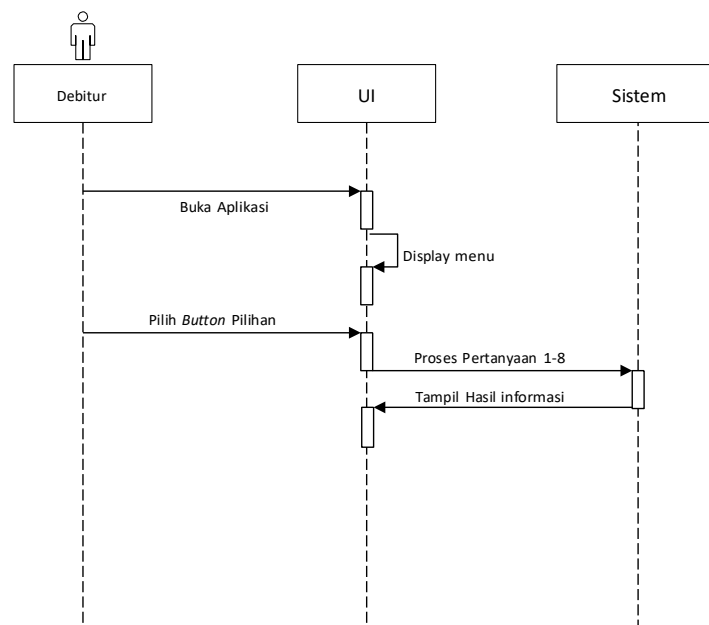 Debitur
UI
Sistem
Buka Aplikasi
Display menu
Pilih Button Pilihan
Proses Pertanyaan 1-8
Tampil Hasil informasi